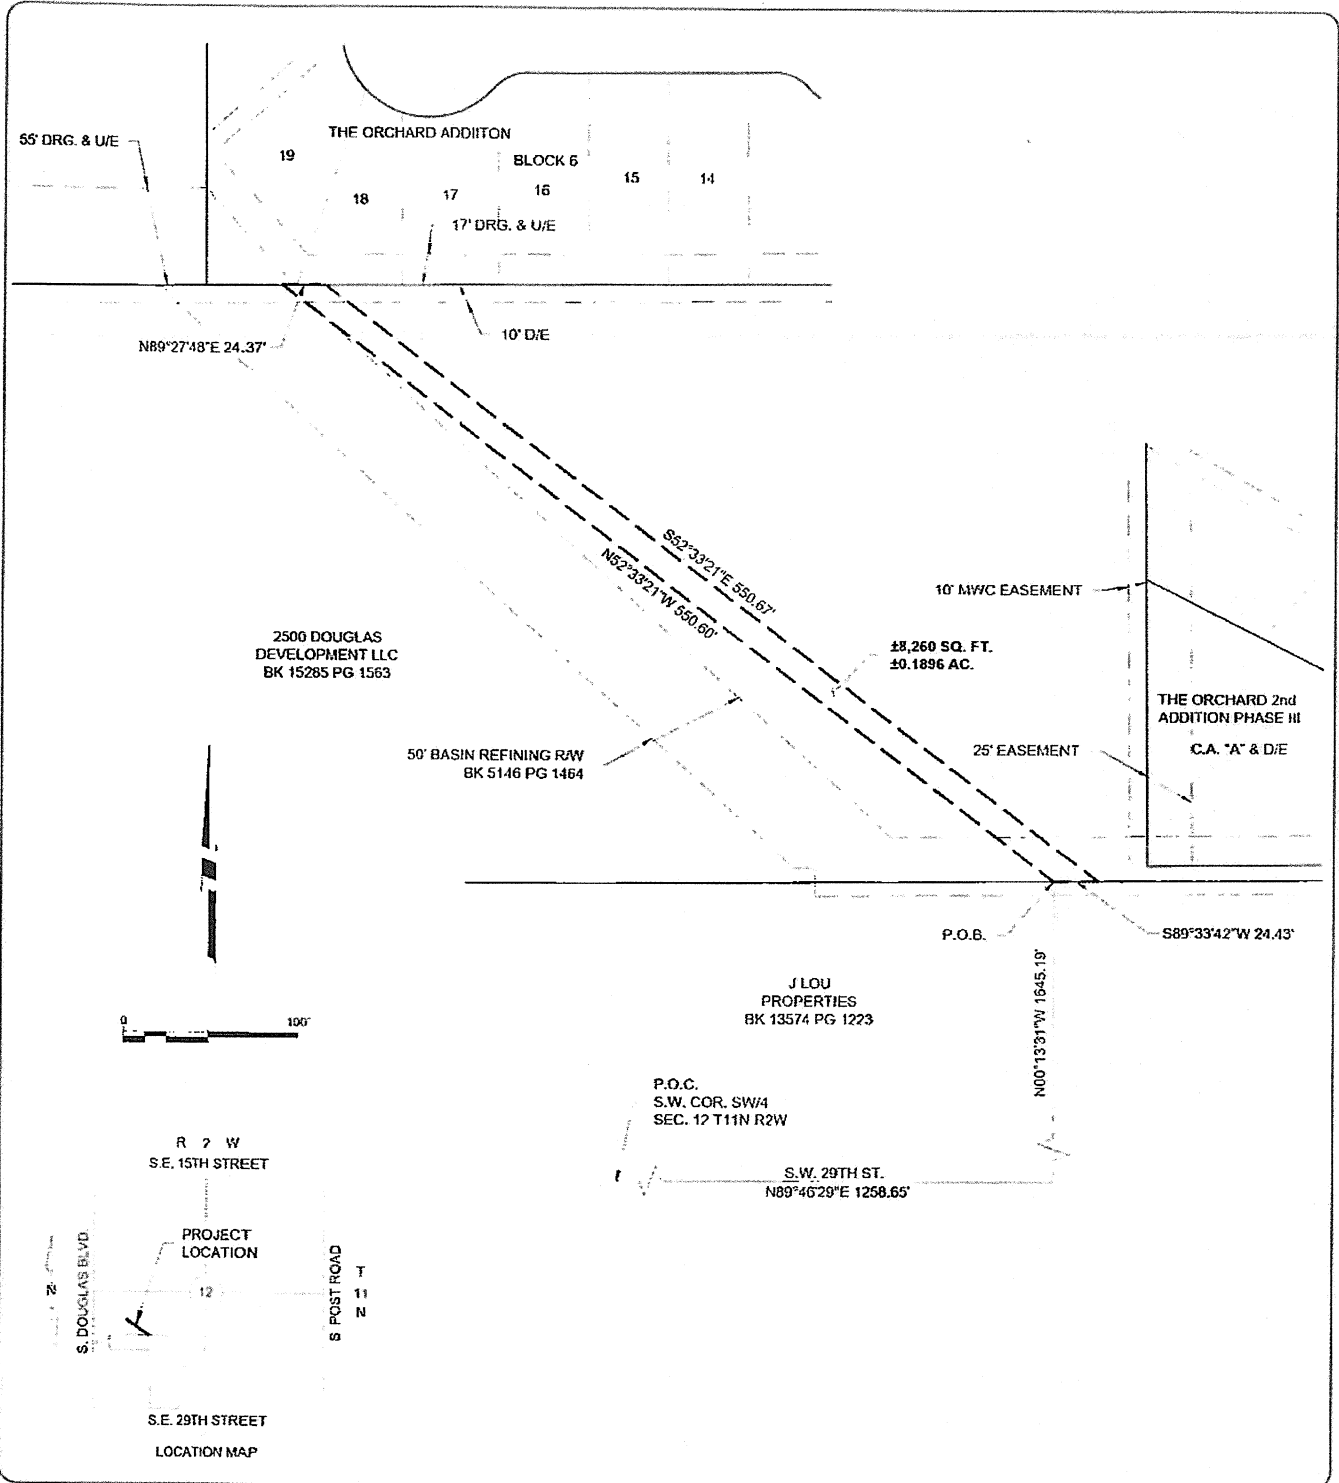 55' DRG. & U/E
THE ORCHARD ADDIITON
BLOCK 6
19
18
17
16
15
14
17' DRG. & U/E
10' D/E
N89°27'48"E 24.37'
S52°33'21"E 550.67'
N52°33'21"W 550.60'
10' MWC EASEMENT
2500 DOUGLAS
DEVELOPMENT LLC
BK 15285 PG 1563
±8,260 SQ. FT.
±0.1896 AC.
THE ORCHARD 2nd
ADDITION PHASE III
C.A. "A" & D/E
50' BASIN REFINING R/W
BK 5146 PG 1464
25' EASEMENT
P.O.B.
S89°33'42"W 24.43'
J LOU
PROPERTIES
BK 13574 PG 1223
N00°13'31"W 1645.19'
0
100'
P.O.C.
S.W. COR. SW/4
SEC. 12 T11N R2W
S.W. 29TH ST.
N89°46'29"E 1258.65'
R 2 W
S.E. 15TH STREET
PROJECT
LOCATION
S. DOUGLAS BLVD.
12
S POST ROAD
T
11
N
S.E. 29TH STREET
LOCATION MAP